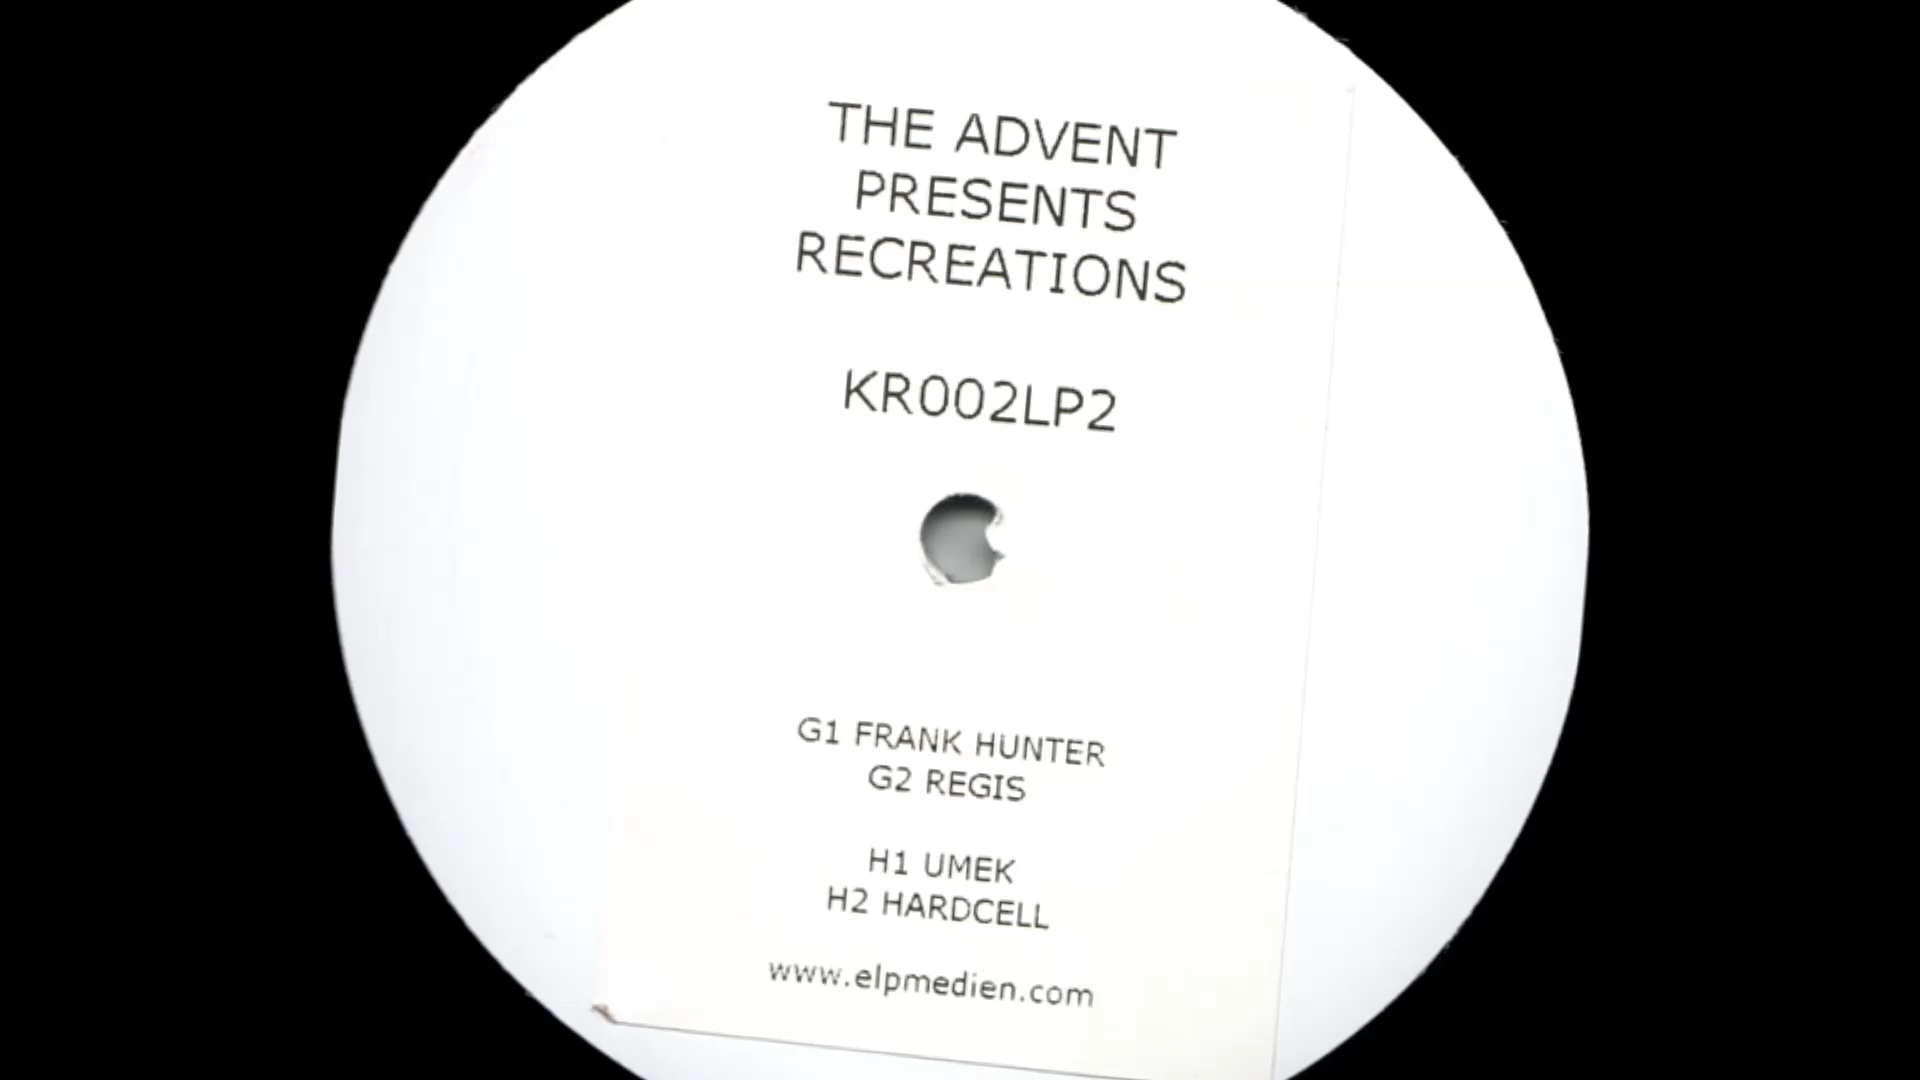 THE ADVENT
PRESENTS
RECREATIONS
KR002LP2
G1 FRANK HUNTER
G2 REGIS
H1 UMEK
H2 HARDCELL
www.elpmedien.com